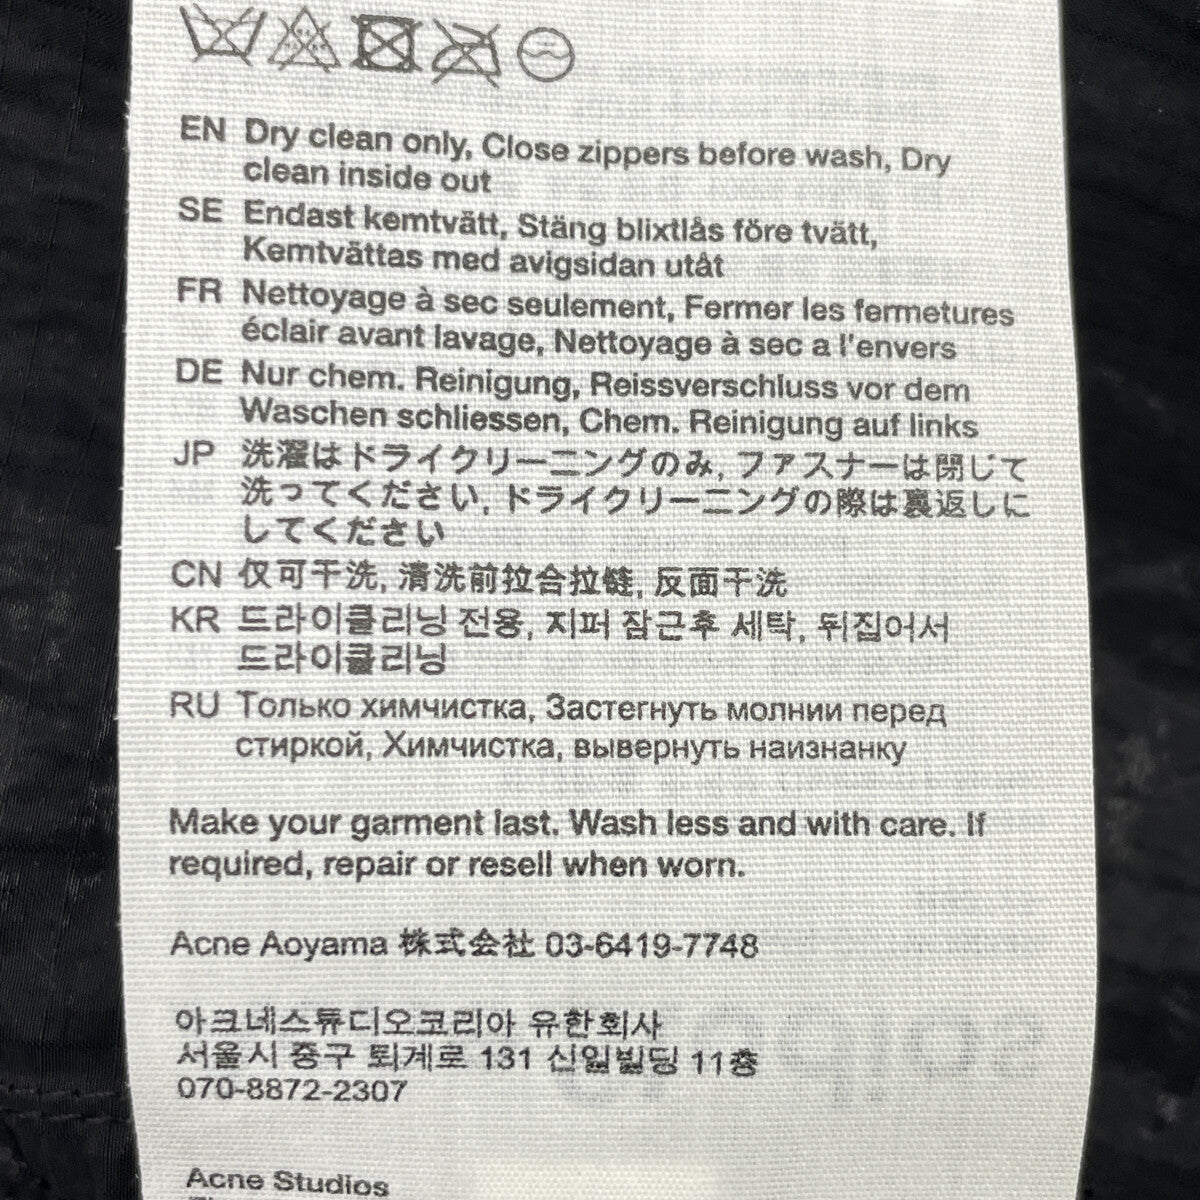 EN Dry clean only, Close zippers before wash, Dry
clean inside out
SE Endast kemtvätt, Stäng blixtlås före tvätt,
Kemtvättas med avigsidan utåt
FR Nettoyage à sec seulement, Fermer les fermetures
éclair avant lavage, Nettoyage à sec a l'envers
DE Nur chem. Reinigung, Reissverschluss vor dem
Waschen schliessen, Chem. Reinigung auf links
JP 洗濯はドライクリーニングのみ, ファスナーは閉じて
洗ってください, ドライクリーニングの際は裏返しに
してください
CN 仅可干洗, 清洗前拉合拉链, 反面干洗
KR 드라이클리닝 전용, 지퍼 잠근후 세탁, 뒤집어서
드라이클리닝
RU Только химчистка, Застегнуть молнии перед
стиркой, Химчистка, вывернуть наизнанку
Make your garment last. Wash less and with care. If
required, repair or resell when worn.
Acne Aoyama 株式会社 03-6419-7748
아크네스튜디오코리아 유한회사
서울시 중구 퇴계로 131 신일빌딩 11층
070-8872-2307
Acne Studios